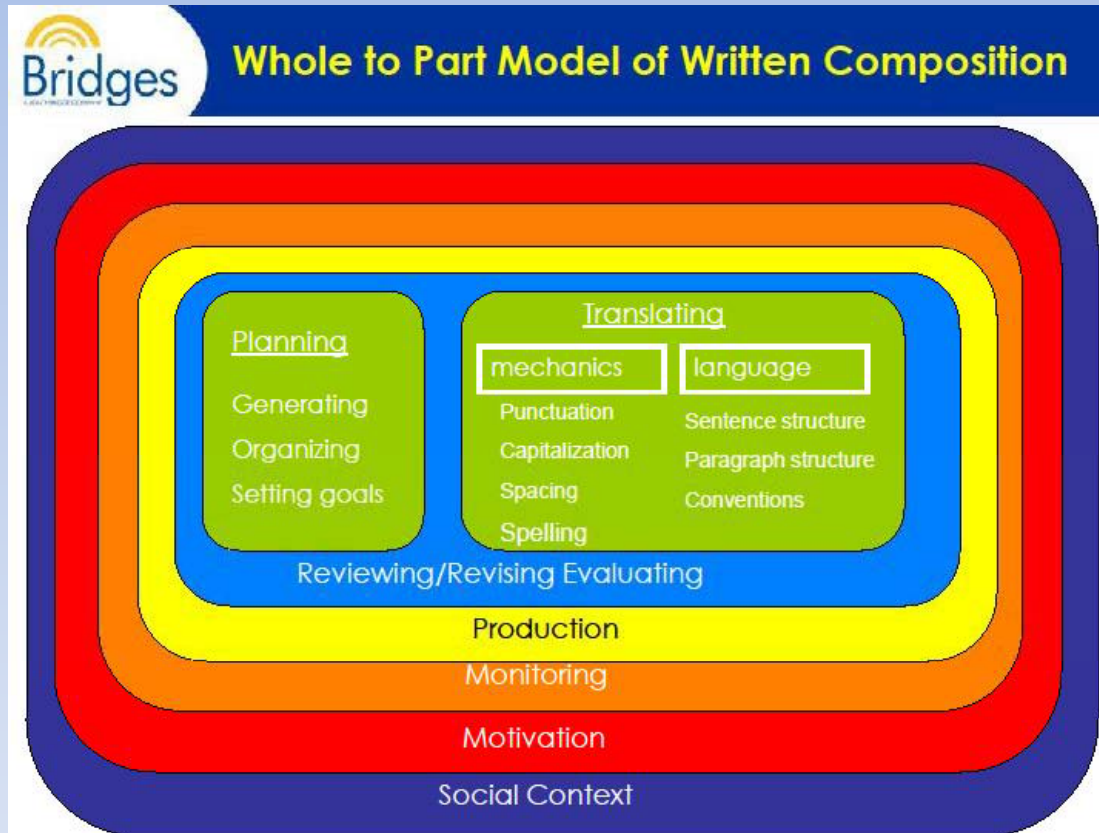 Bridges
Whole to Part Model of Written Composition
Planning
Generating
Organizing
Setting goals
Translating
mechanics
Punctuation
Capitalization
Spacing
Spelling
language
Sentence structure
Paragraph structure
Conventions
Reviewing/Revising Evaluating
Production
Monitoring
Motivation
Social Context